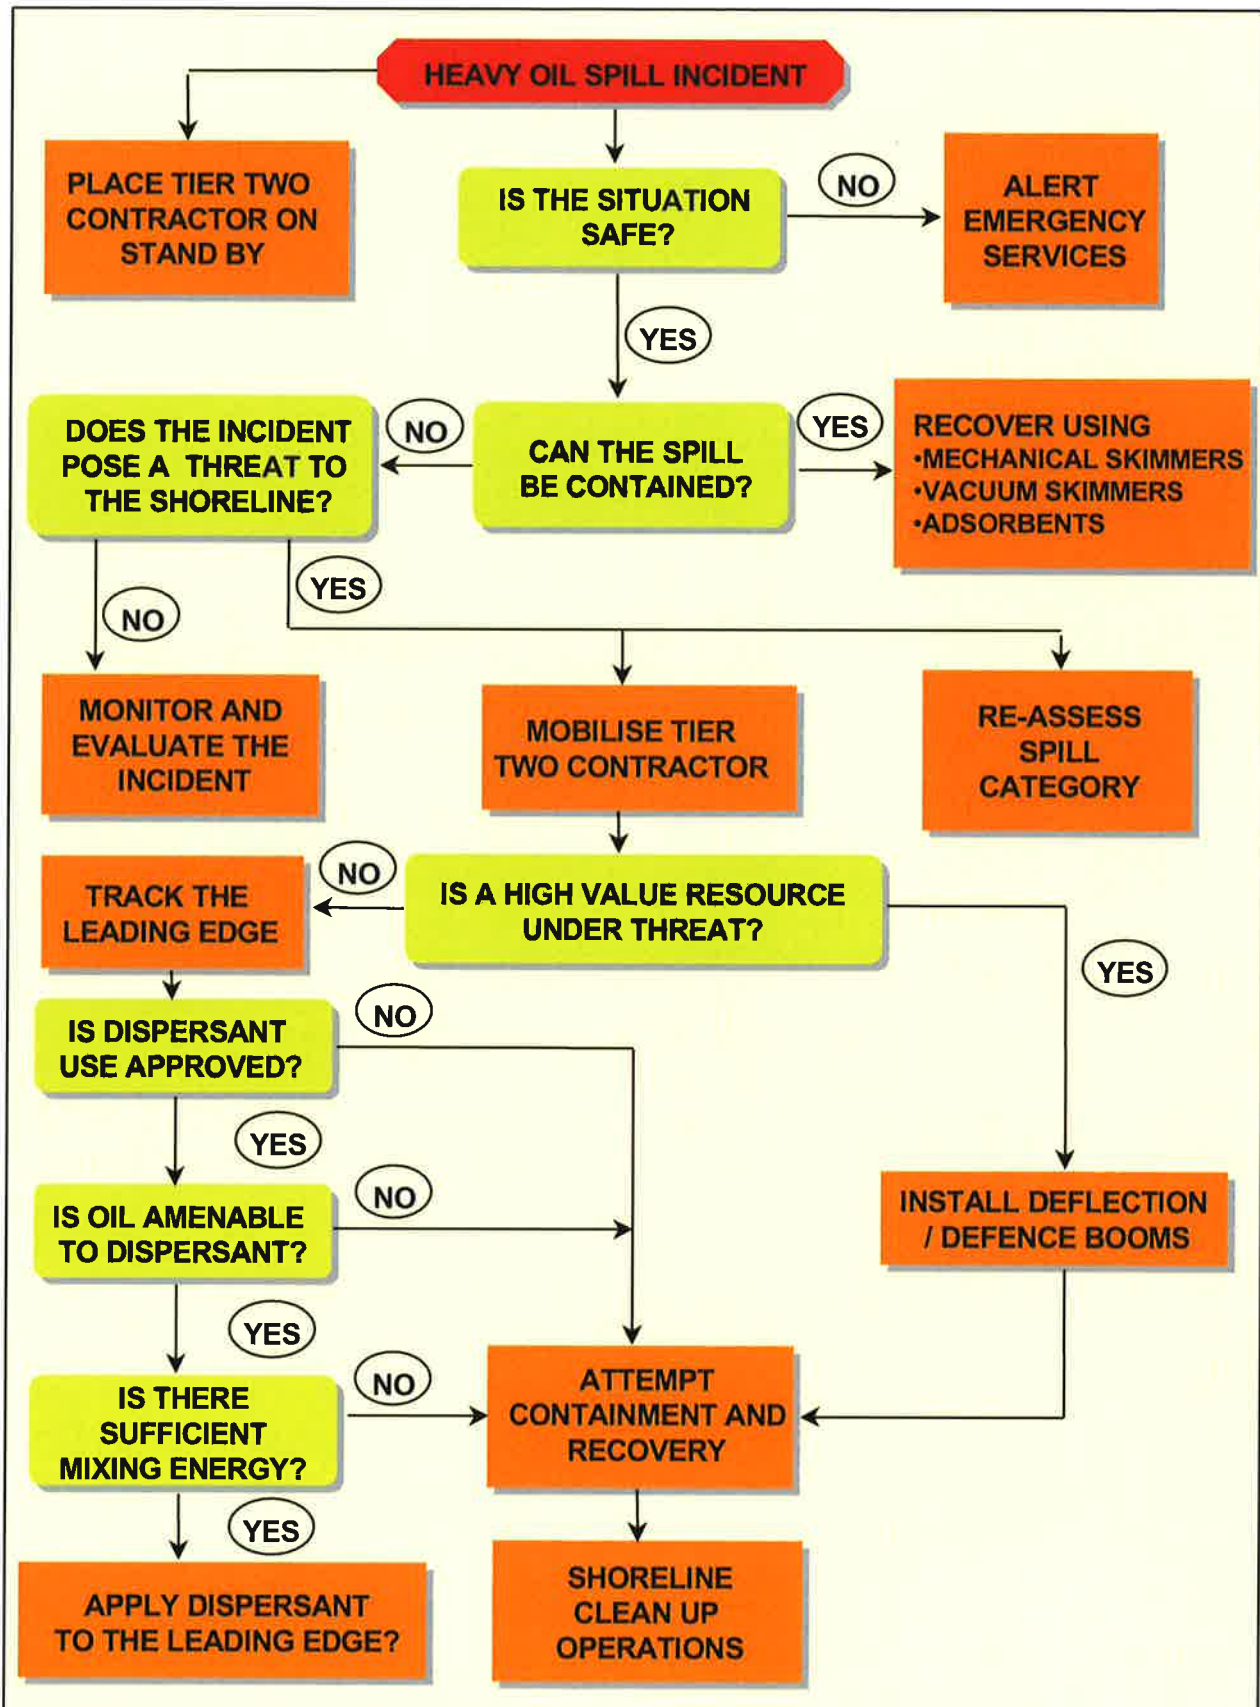 HEAVY OIL SPILL INCIDENT
PLACE TIER TWO
CONTRACTOR ON
STAND BY
IS THE SITUATION
SAFE?
NO
ALERT
EMERGENCY
SERVICES
YES
DOES THE INCIDENT
POSE A THREAT TO
THE SHORELINE?
NO
CAN THE SPILL
BE CONTAINED?
YES
RECOVER USING
•MECHANICAL SKIMMERS
•VACUUM SKIMMERS
•ADSORBENTS
NO
YES
MONITOR AND
EVALUATE THE
INCIDENT
MOBILISE TIER
TWO CONTRACTOR
RE-ASSESS
SPILL
CATEGORY
TRACK THE
LEADING EDGE
NO
IS A HIGH VALUE RESOURCE
UNDER THREAT?
YES
IS DISPERSANT
USE APPROVED?
NO
YES
IS OIL AMENABLE
TO DISPERSANT?
NO
INSTALL DEFLECTION
/ DEFENCE BOOMS
YES
IS THERE
SUFFICIENT
MIXING ENERGY?
NO
ATTEMPT
CONTAINMENT AND
RECOVERY
YES
APPLY DISPERSANT
TO THE LEADING EDGE?
SHORELINE
CLEAN UP
OPERATIONS